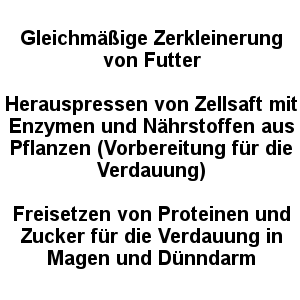 Gleichmäßige Zerkleinerung
von Futter
Herauspressen von Zellsaft mit
Enzymen und Nährstoffen aus
Pflanzen (Vorbereitung für die
Verdauung)
Freisetzen von Proteinen und
Zucker für die Verdauung in
Magen und Dünndarm